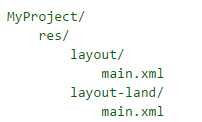 MyProject/
    res/
        layout/
            main.xml
        layout-land/
            main.xml